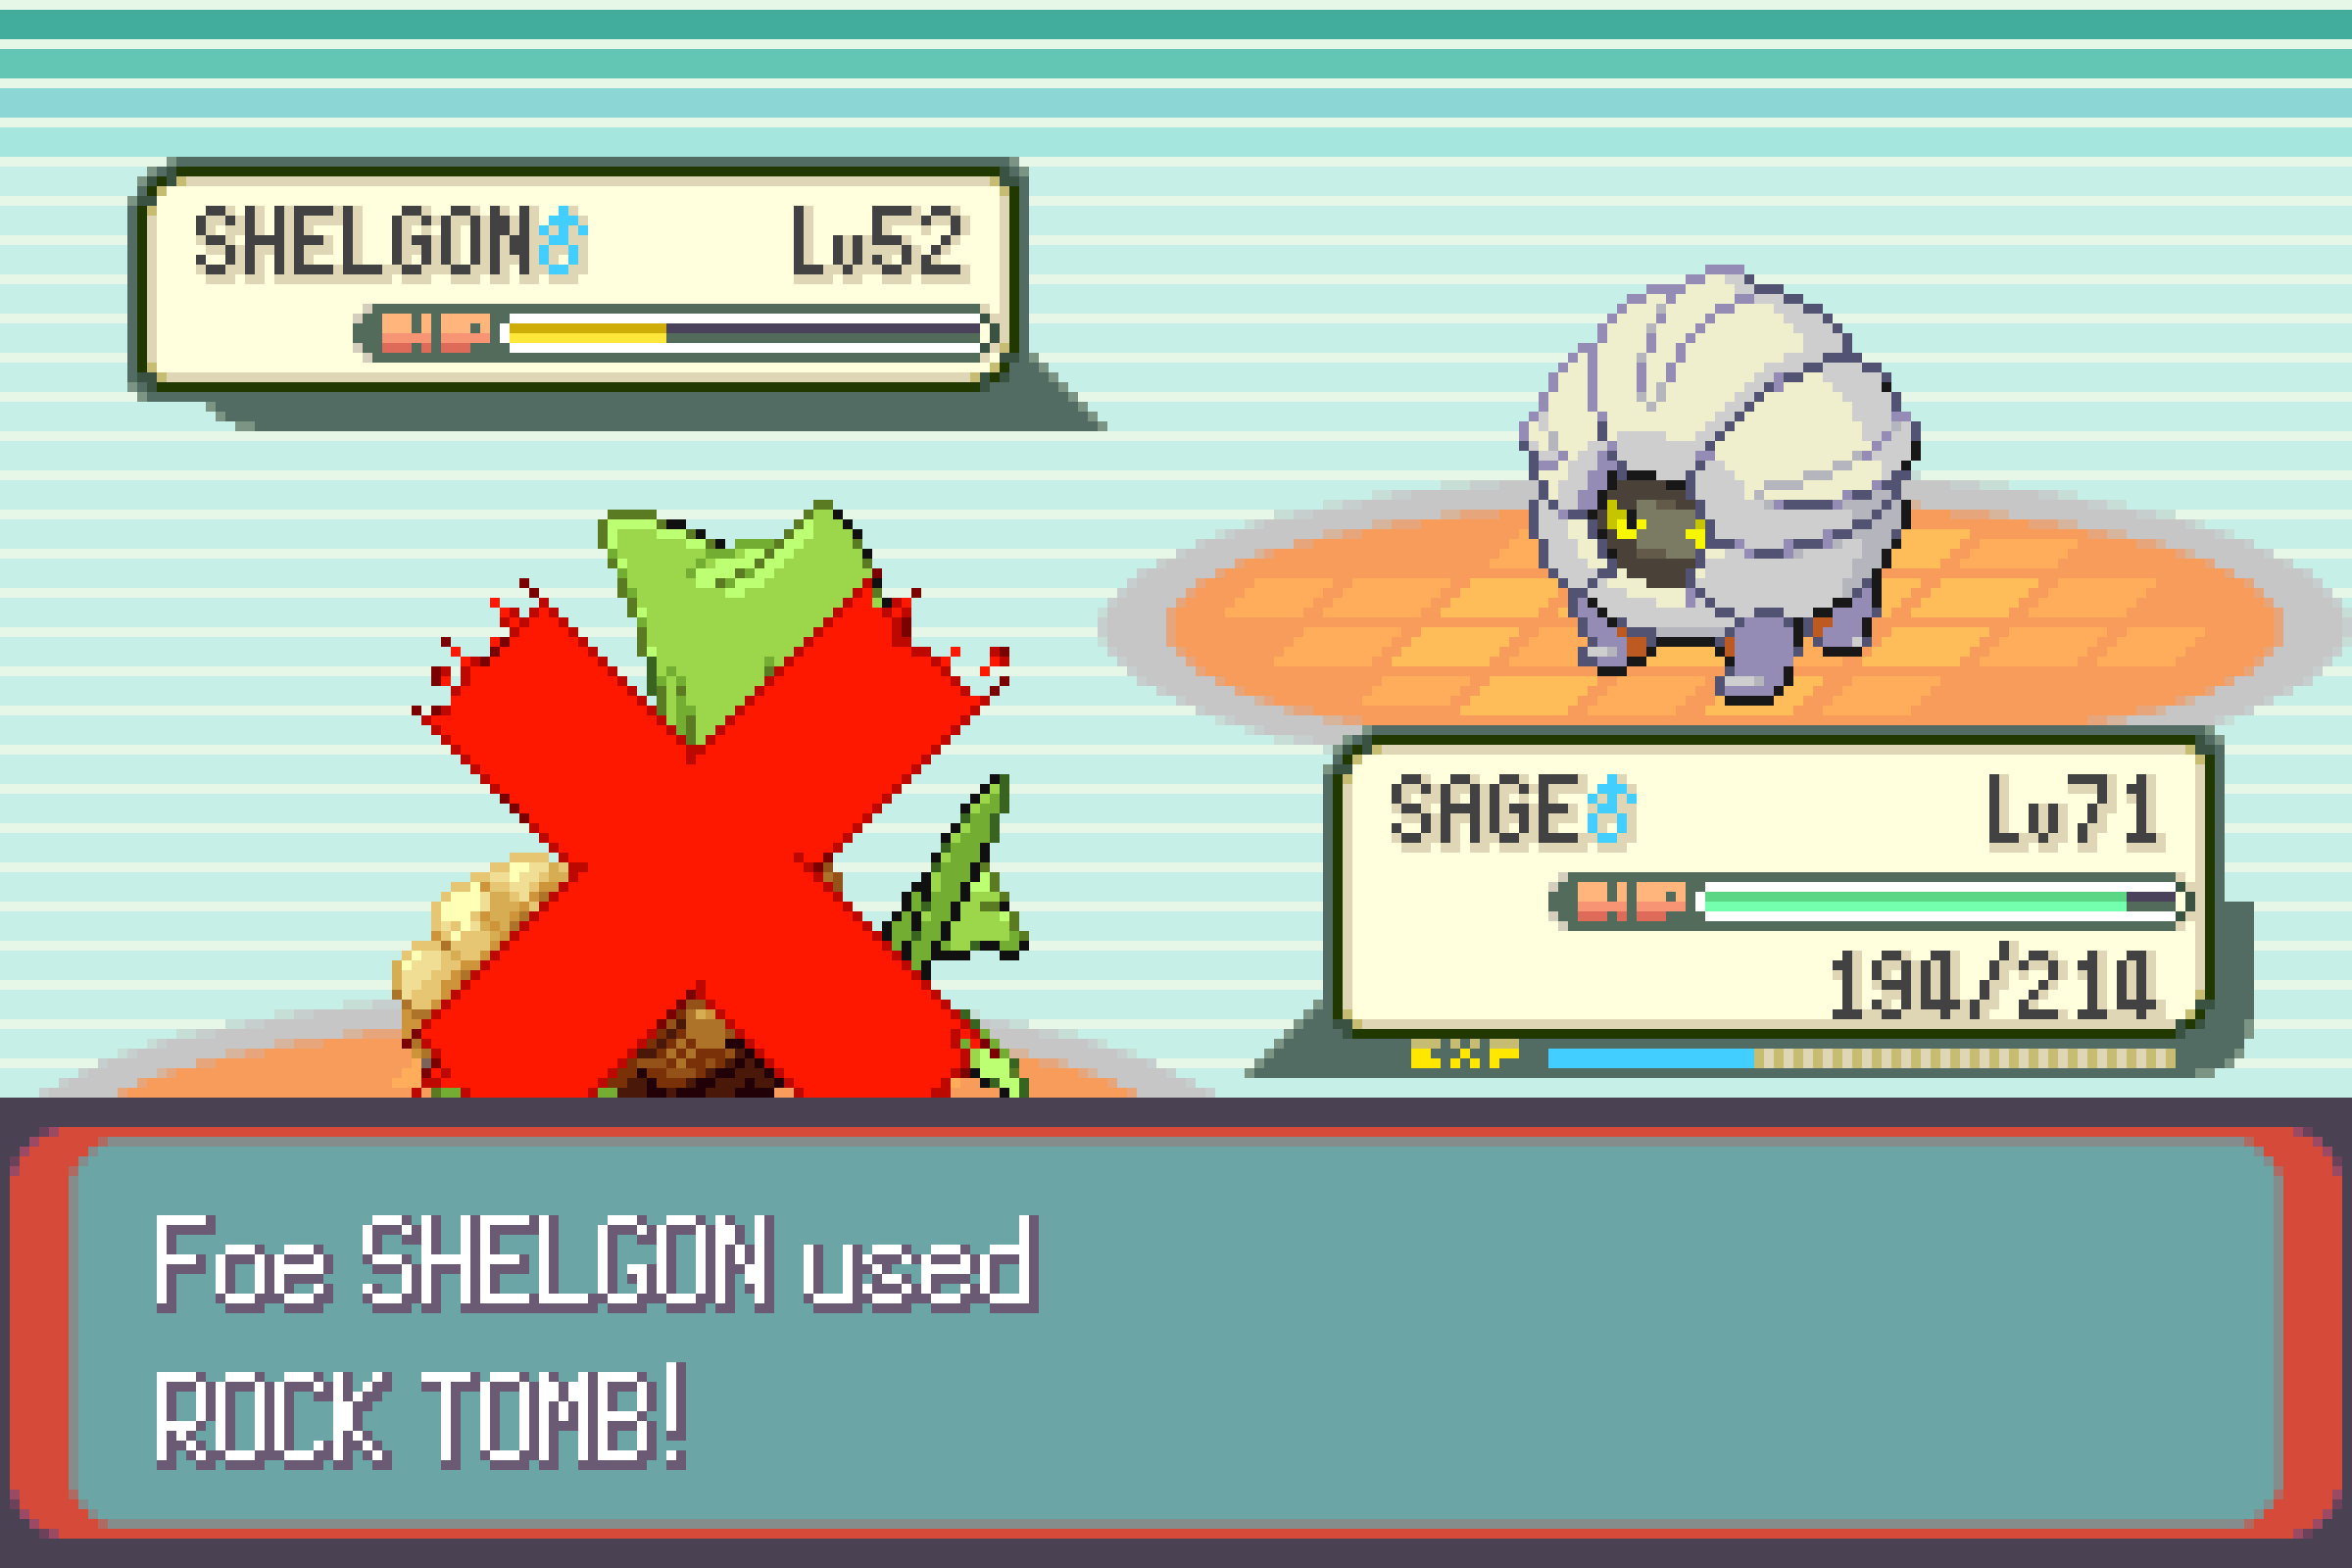 SHELGON♂ Lv52
HP
SAGE♂ Lv71
HP
194/214
EXP
Foe SHELGON used
ROCK TOMB!